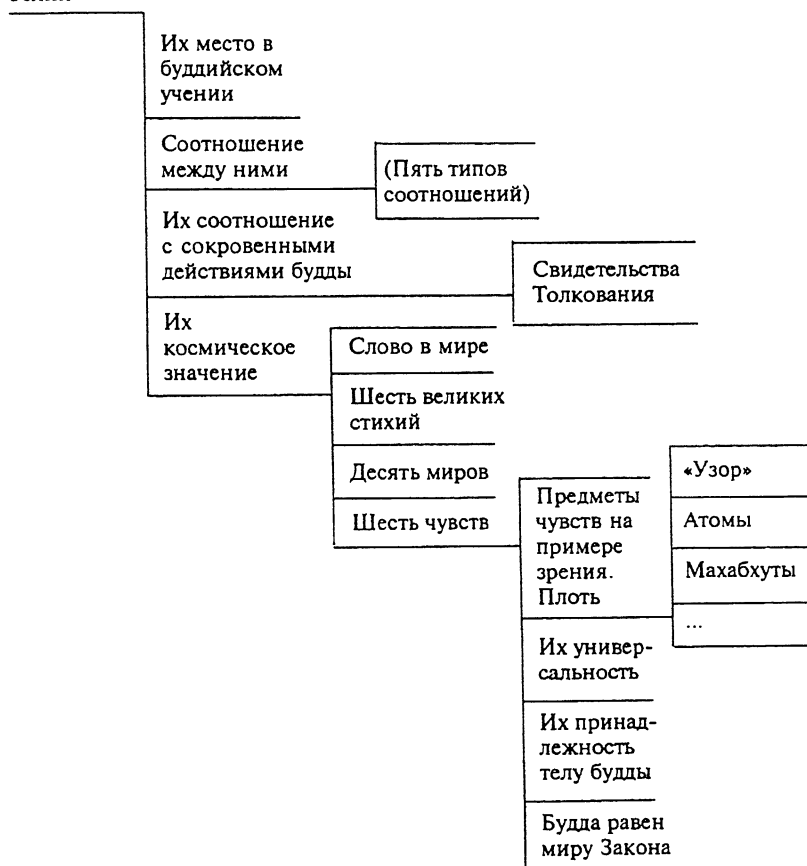 Их место в
буддийском
учении
Соотношение
между ними
(Пять типов
соотношений)
Их соотношение
с сокровенными
действиями будды
Свидетельства
Толкования
Их
космическое
значение
Слово в мире
Шесть великих
стихий
Десять миров
Шесть чувств
Предметы
чувств на
примере
зрения.
Плоть
«Узор»
Атомы
Махабхуты
...
Их универ-
сальность
Их принад-
лежность
телу будды
Будда равен
миру Закона